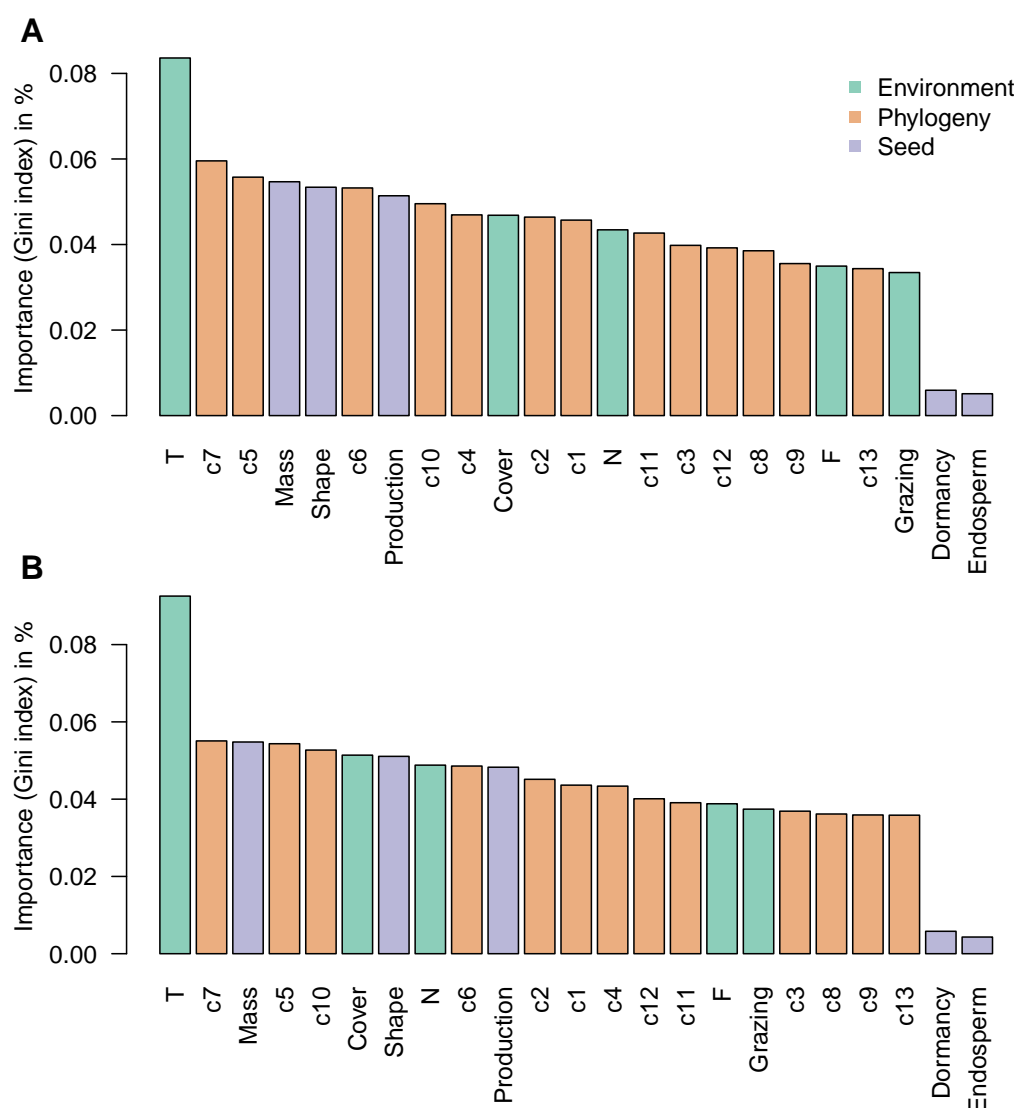 A
Importance (Gini index) in %
0.08
0.06
0.04
0.02
0.00
Environment
Phylogeny
Seed
T
c7
c5
Mass
Shape
c6
Production
c10
c4
Cover
c2
c1
N
c11
c3
c12
c8
c9
F
c13
Grazing
Dormancy
Endosperm
B
Importance (Gini index) in %
0.08
0.06
0.04
0.02
0.00
T
c7
Mass
c5
c10
Cover
Shape
N
c6
Production
c2
c1
c4
c12
c11
F
Grazing
c3
c8
c9
c13
Dormancy
Endosperm